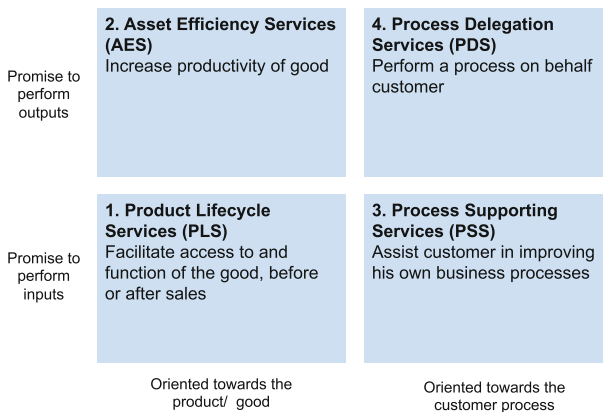 2. Asset Efficiency Services
(AES)
Increase productivity of good
4. Process Delegation
Services (PDS)
Perform a process on behalf
customer
Promise to
perform
outputs
1. Product Lifecycle
Services (PLS)
Facilitate access to and
function of the good, before
or after sales
3. Process Supporting
Services (PSS)
Assist customer in improving
his own business processes
Promise to
perform
inputs
Oriented towards the
product/ good
Oriented towards the
customer process